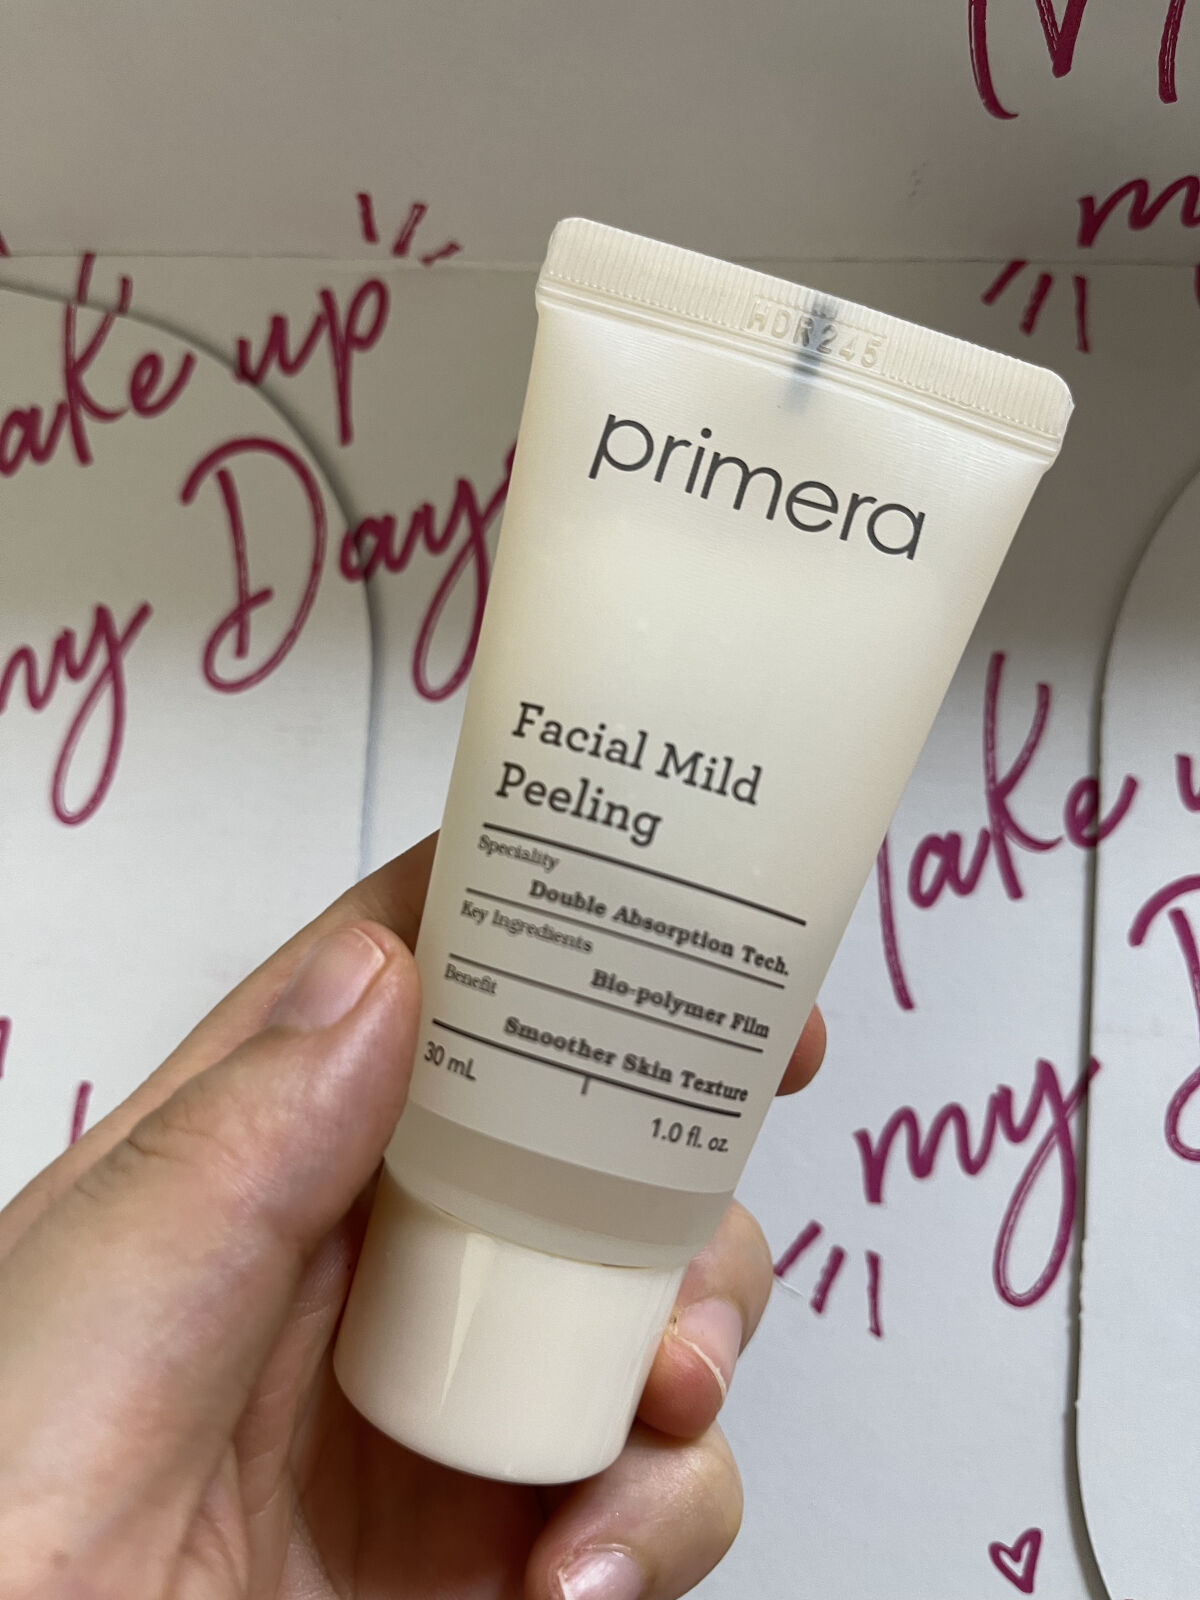 HDR245
primera
Facial Mild
Peeling
Speciality
Double Absorption Tech.
Key Ingredients
Bio-polymer Film
Benefit
Smoother Skin Texture
30 mL
1.0 fl. oz.
ake up
my Day
Make
my
my